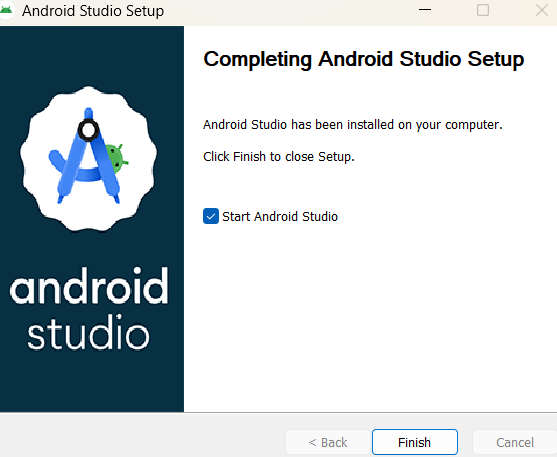 Android Studio Setup
Completing Android Studio Setup
Android Studio has been installed on your computer.
Click Finish to close Setup.
Start Android Studio
android
studio
< Back
Finish
Cancel